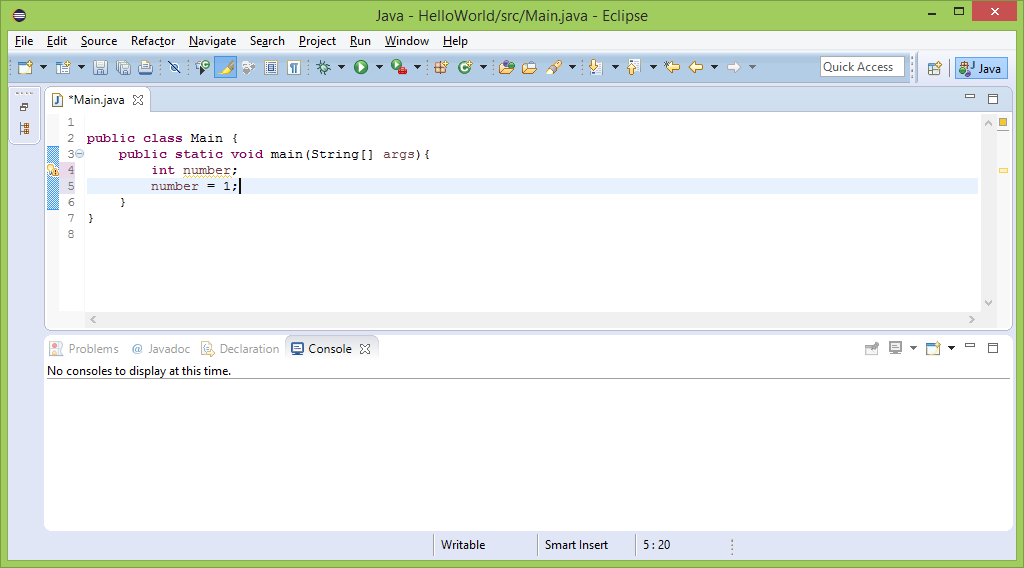 Java - HelloWorld/src/Main.java - Eclipse
File Edit Source Refactor Navigate Search Project Run Window Help
Quick Access Java
*Main.java
1
2 public class Main {
3 public static void main(String[] args){
4 int number;
5 number = 1;
6 }
7 }
8
Problems @ Javadoc Declaration Console
No consoles to display at this time.
Writable Smart Insert 5 : 20